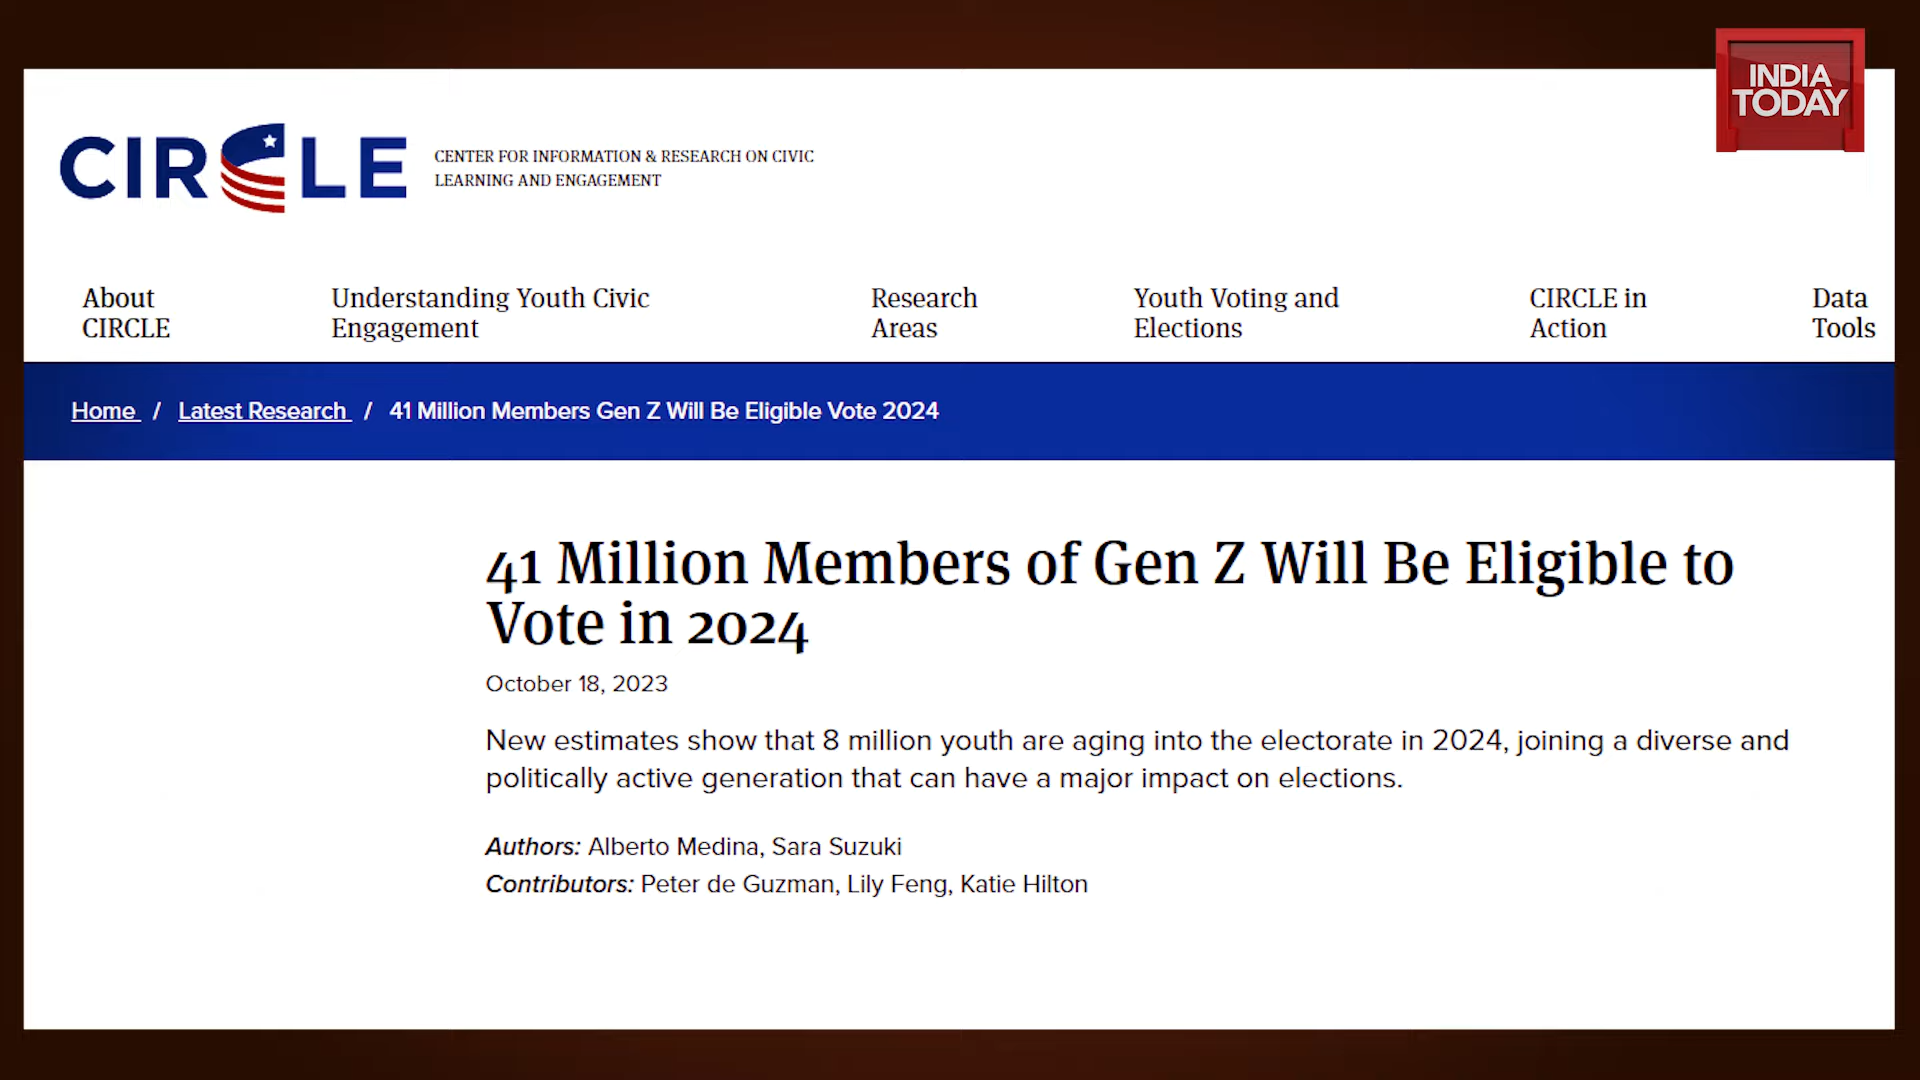 INDIA
TODAY
CIRCLE
CENTER FOR INFORMATION & RESEARCH ON CIVIC
LEARNING AND ENGAGEMENT
About
CIRCLE
Understanding Youth Civic
Engagement
Research
Areas
Youth Voting and
Elections
CIRCLE in
Action
Data
Tools
Home / Latest Research / 41 Million Members Gen Z Will Be Eligible Vote 2024
41 Million Members of Gen Z Will Be Eligible to
Vote in 2024
October 18, 2023
New estimates show that 8 million youth are aging into the electorate in 2024, joining a diverse and
politically active generation that can have a major impact on elections.
Authors: Alberto Medina, Sara Suzuki
Contributors: Peter de Guzman, Lily Feng, Katie Hilton